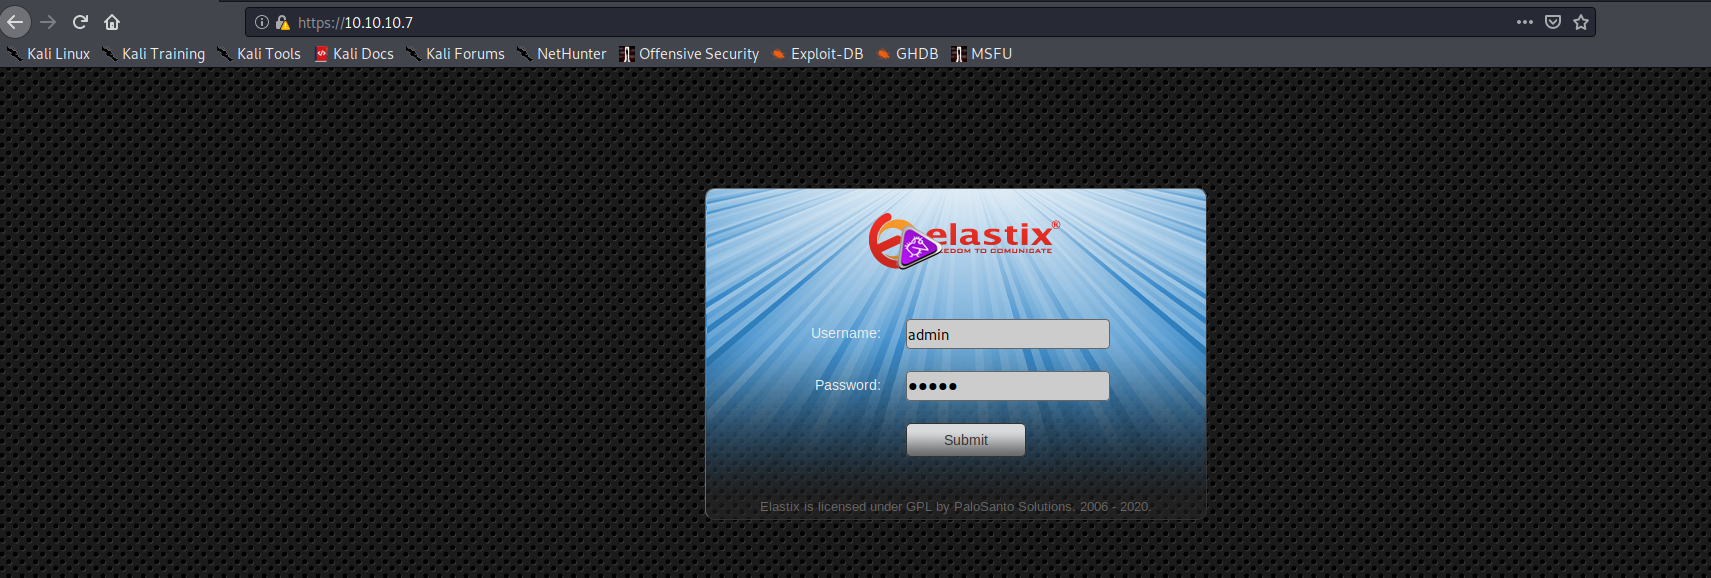 https://10.10.10.7
Kali Linux Kali Training Kali Tools Kali Docs Kali Forums NetHunter Offensive Security Exploit-DB GHDB MSFU
elastix®
EEDOM TO COMUNICATE
Username: admin
Password: ●●●●●
Submit
Elastix is licensed under GPL by PaloSanto Solutions. 2006 - 2020.